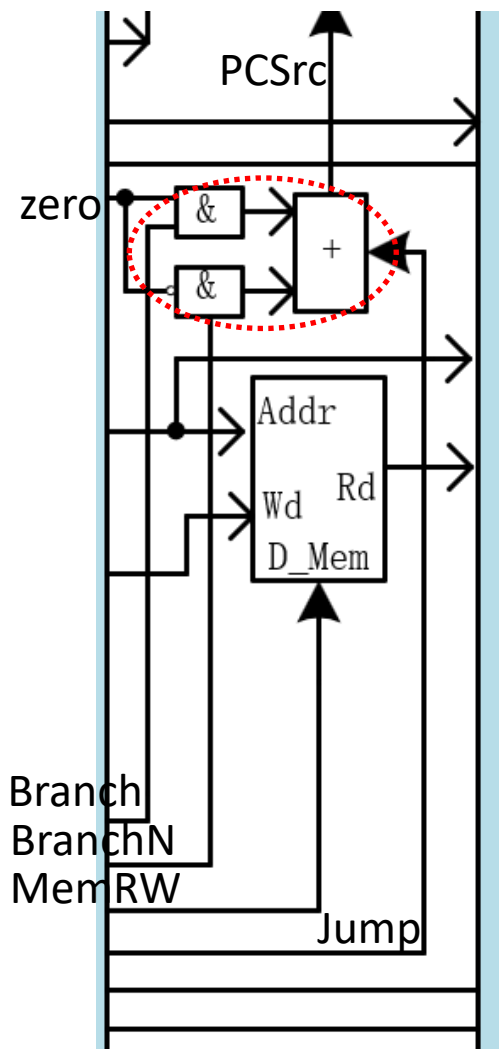 PCSrc
zero
&
+
&
Addr
Rd
Wd
D_Mem
Branch
BranchN
MemRW
Jump